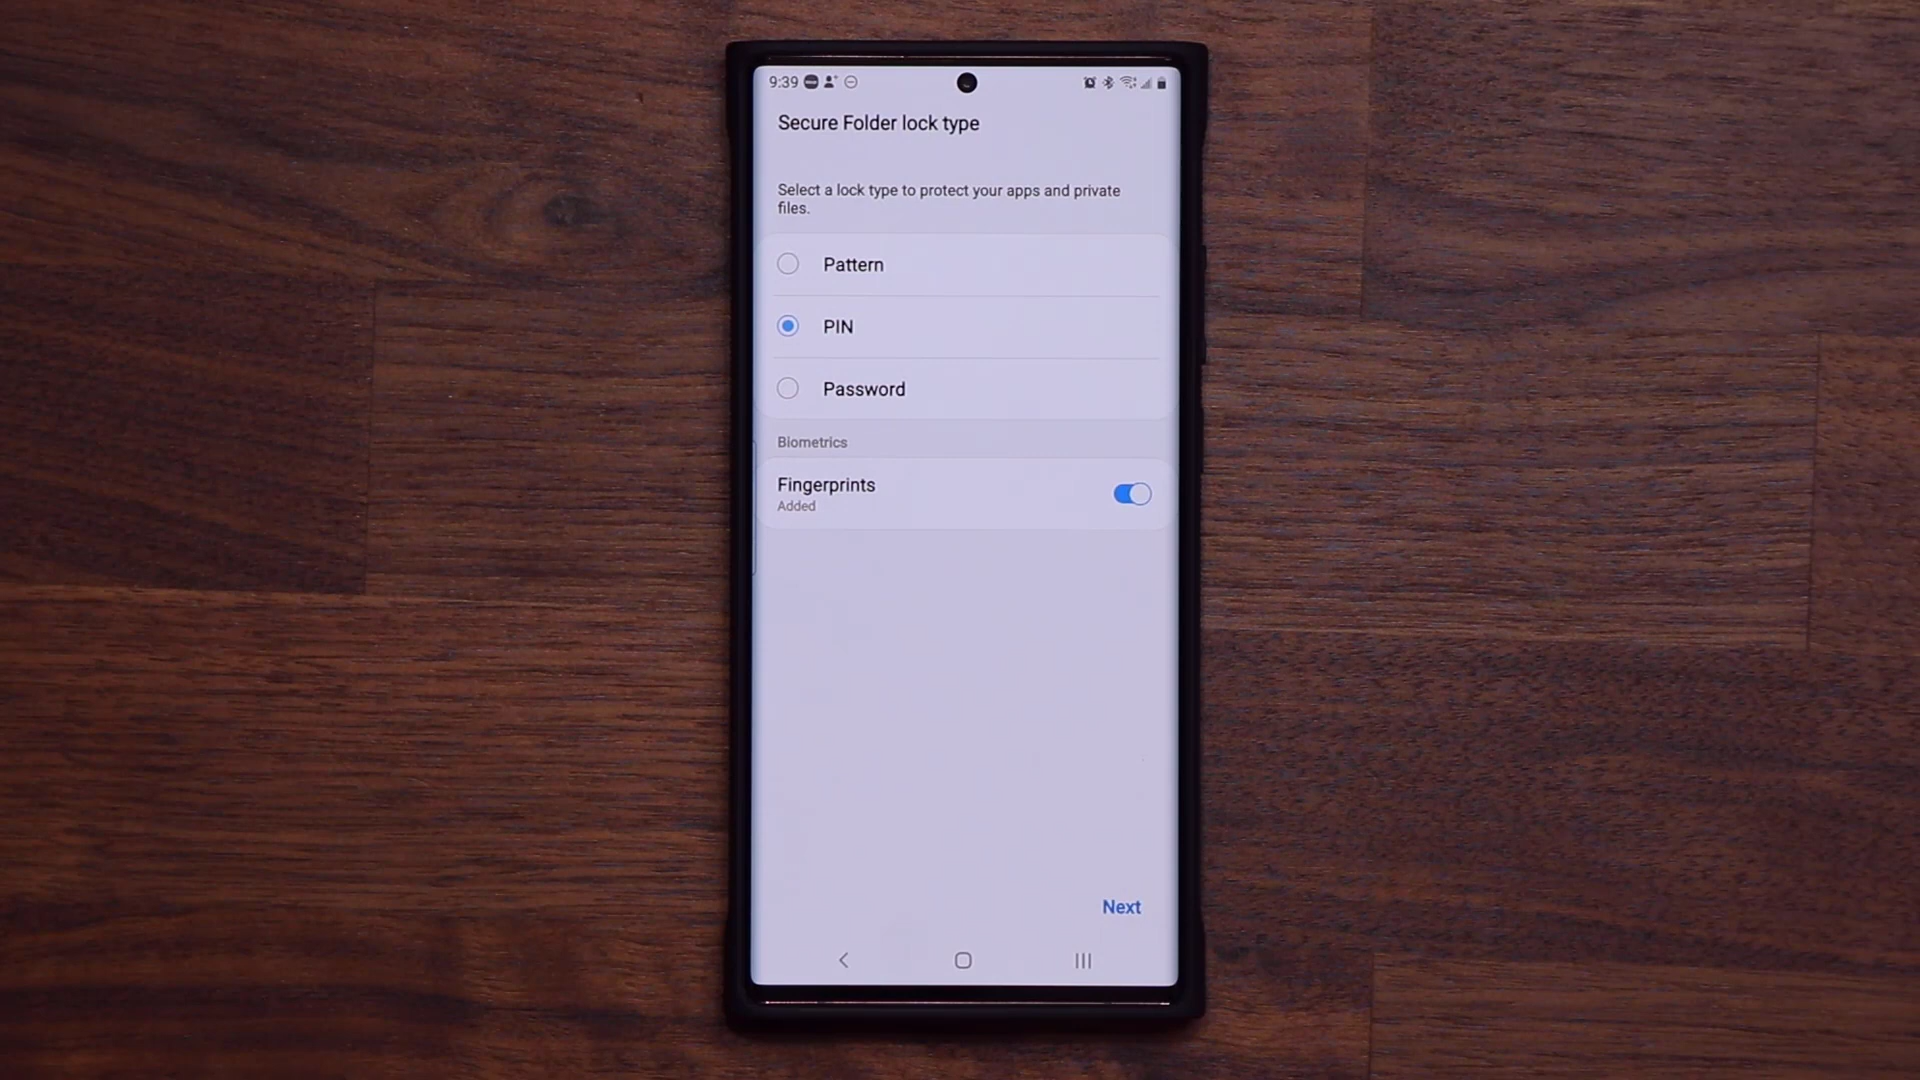 9:39
Secure Folder lock type
Select a lock type to protect your apps and private
files.
Pattern
PIN
Password
Biometrics
Fingerprints
Added
Next